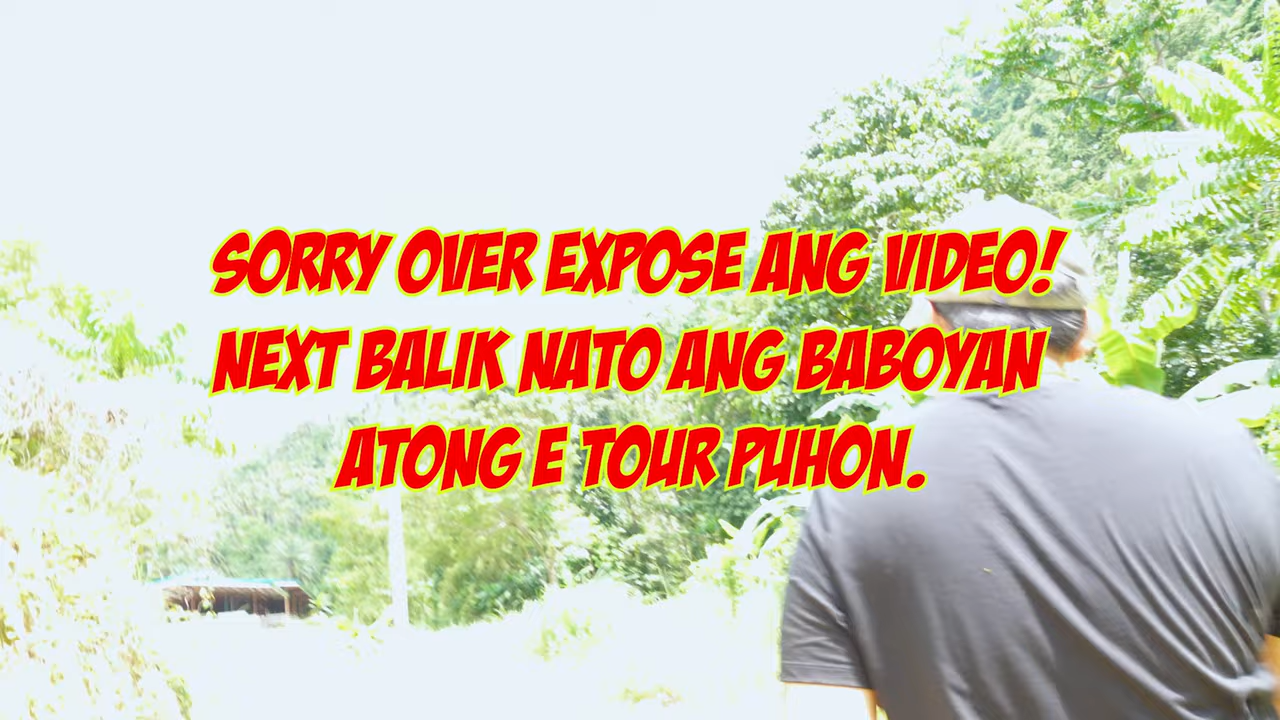 SORRY OVER EXPOSE ANG VIDEO!
NEXT BALIK NATO ANG BABOYAN
ATONG E TOUR PUHON.